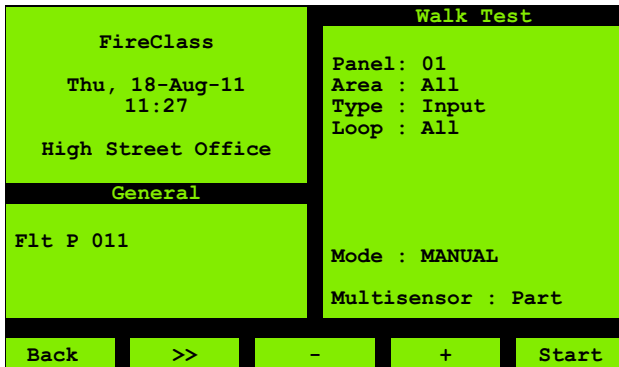 FireClass
Thu, 18-Aug-11
11:27
High Street Office
General
Flt P 011
Walk Test
Panel: 01
Area : All
Type : Input
Loop : All
Mode : MANUAL
Multisensor : Part
Back >> - + Start